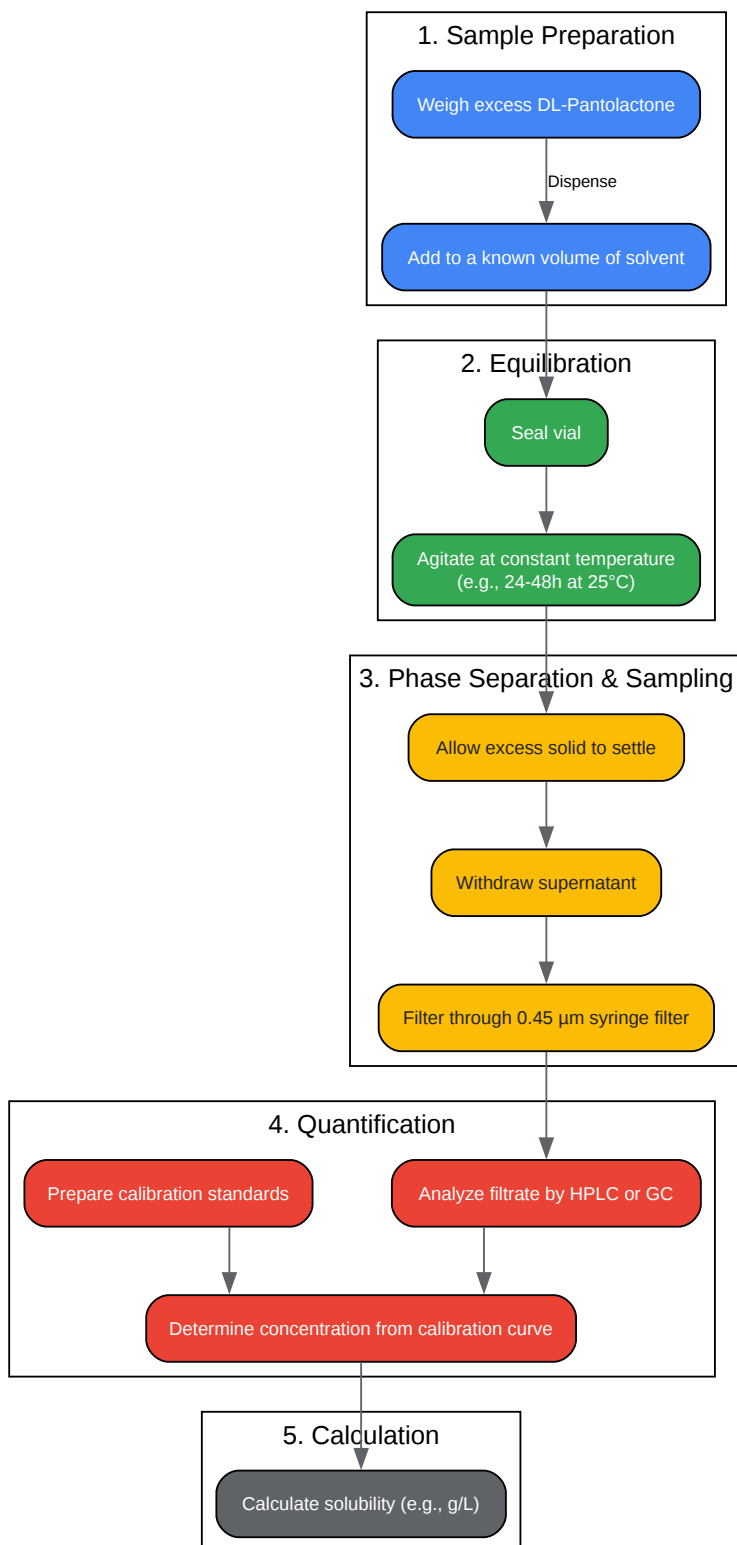 1. Sample Preparation
Weigh excess DL-Pantolactone
Dispense
Add to a known volume of solvent
2. Equilibration
Seal vial
Agitate at constant temperature
(e.g., 24-48h at 25°C)
3. Phase Separation & Sampling
Allow excess solid to settle
Withdraw supernatant
Filter through 0.45 µm syringe filter
4. Quantification
Prepare calibration standards
Analyze filtrate by HPLC or GC
Determine concentration from calibration curve
5. Calculation
Calculate solubility (e.g., g/L)